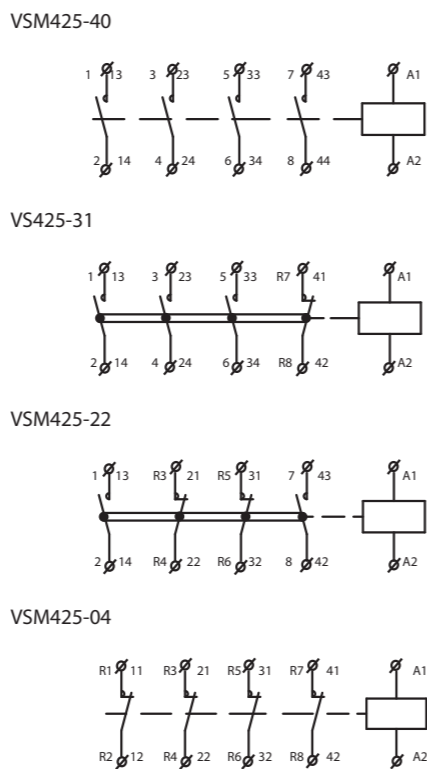 VSM425-40
1 13 3 23 5 33 7 43 A1
2 14 4 24 6 34 8 44 A2
VS425-31
1 13 3 23 5 33 R7 41 A1
2 14 4 24 6 34 R8 42 A2
VSM425-22
1 13 R3 21 R5 31 7 43 A1
2 14 R4 22 R6 32 8 42 A2
VSM425-04
R1 11 R3 21 R5 31 R7 41 A1
R2 12 R4 22 R6 32 R8 42 A2